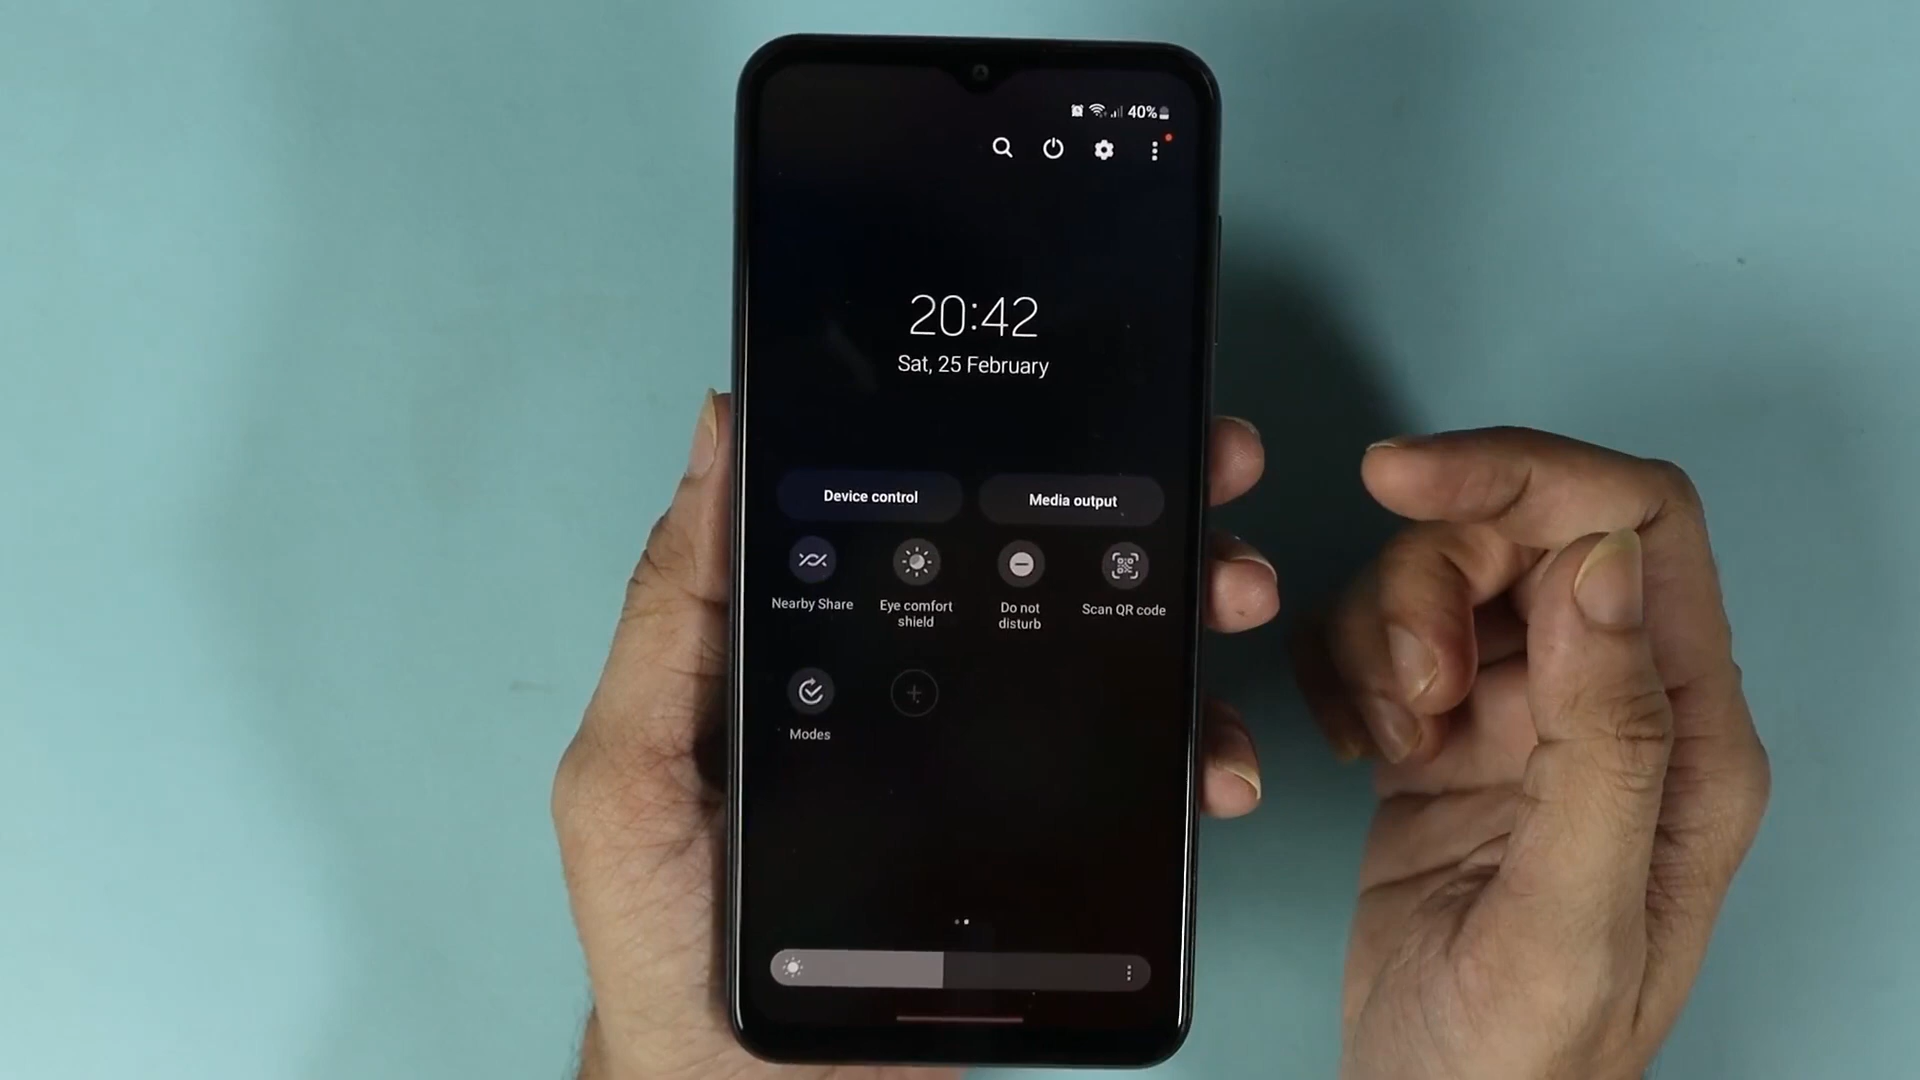 40%
20:42
Sat, 25 February
Device control
Media output
Nearby Share
Eye comfort
shield
Do not
disturb
Scan QR code
Modes